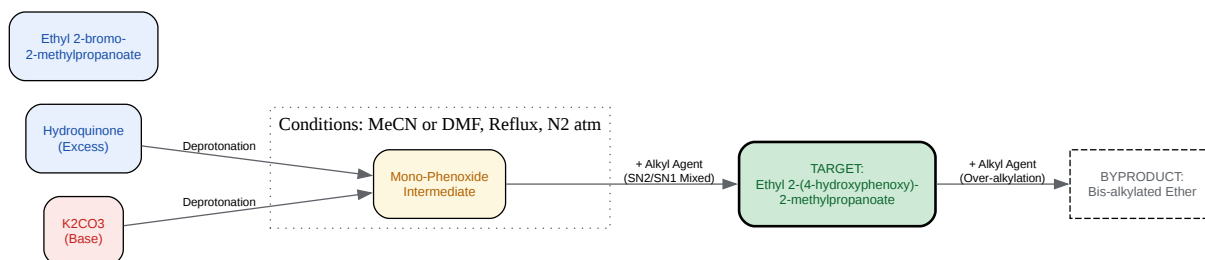 Ethyl 2-bromo-
2-methylpropanoate
Hydroquinone
(Excess)
K2CO3
(Base)
Deprotonation
Deprotonation
Conditions: MeCN or DMF, Reflux, N2 atm
Mono-Phenoxide
Intermediate
+ Alkyl Agent
(SN2/SN1 Mixed)
TARGET:
Ethyl 2-(4-hydroxyphenoxy)-
2-methylpropanoate
+ Alkyl Agent
(Over-alkylation)
BYPRODUCT:
Bis-alkylated Ether